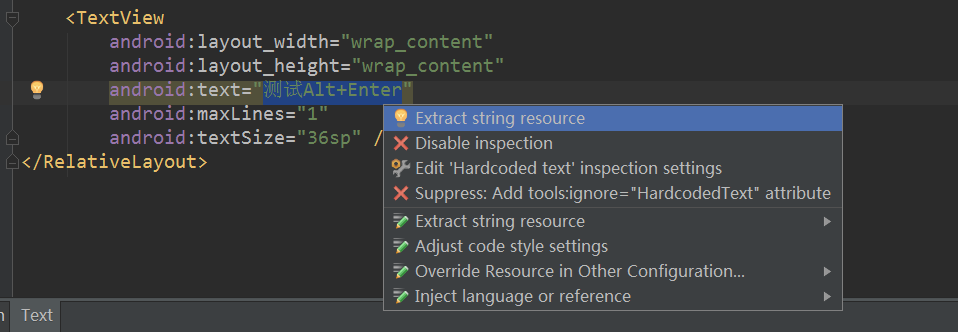 <TextView
android:layout_width="wrap_content"
android:layout_height="wrap_content"
android:text="测试Alt+Enter"
android:maxLines="1"
android:textSize="36sp" /
</RelativeLayout>
Extract string resource
Disable inspection
Edit 'Hardcoded text' inspection settings
Suppress: Add tools:ignore="HardcodedText" attribute
Extract string resource
Adjust code style settings
Override Resource in Other Configuration...
Inject language or reference
Text